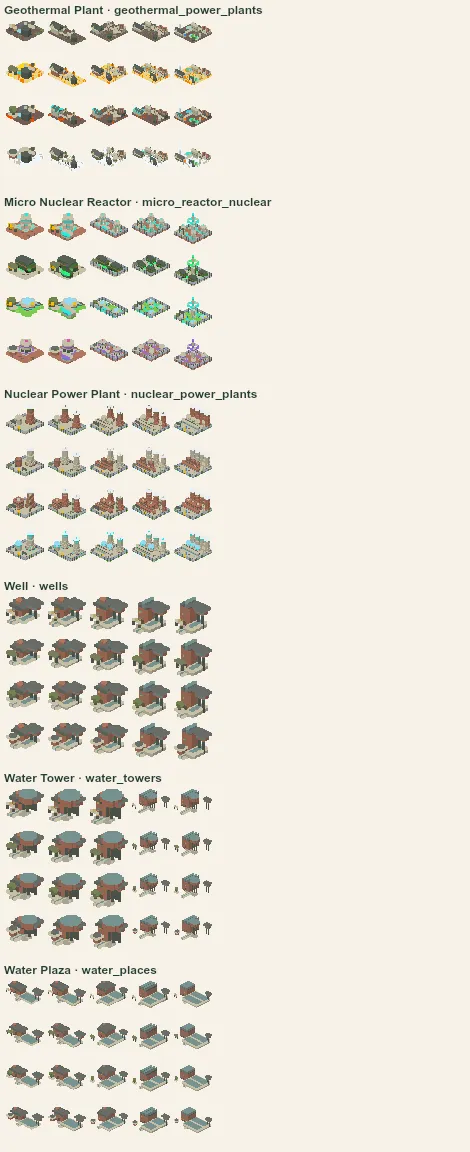 Geothermal Plant · geothermal_power_plants
Micro Nuclear Reactor · micro_reactor_nuclear
Nuclear Power Plant · nuclear_power_plants
Well · wells
Water Tower · water_towers
Water Plaza · water_places